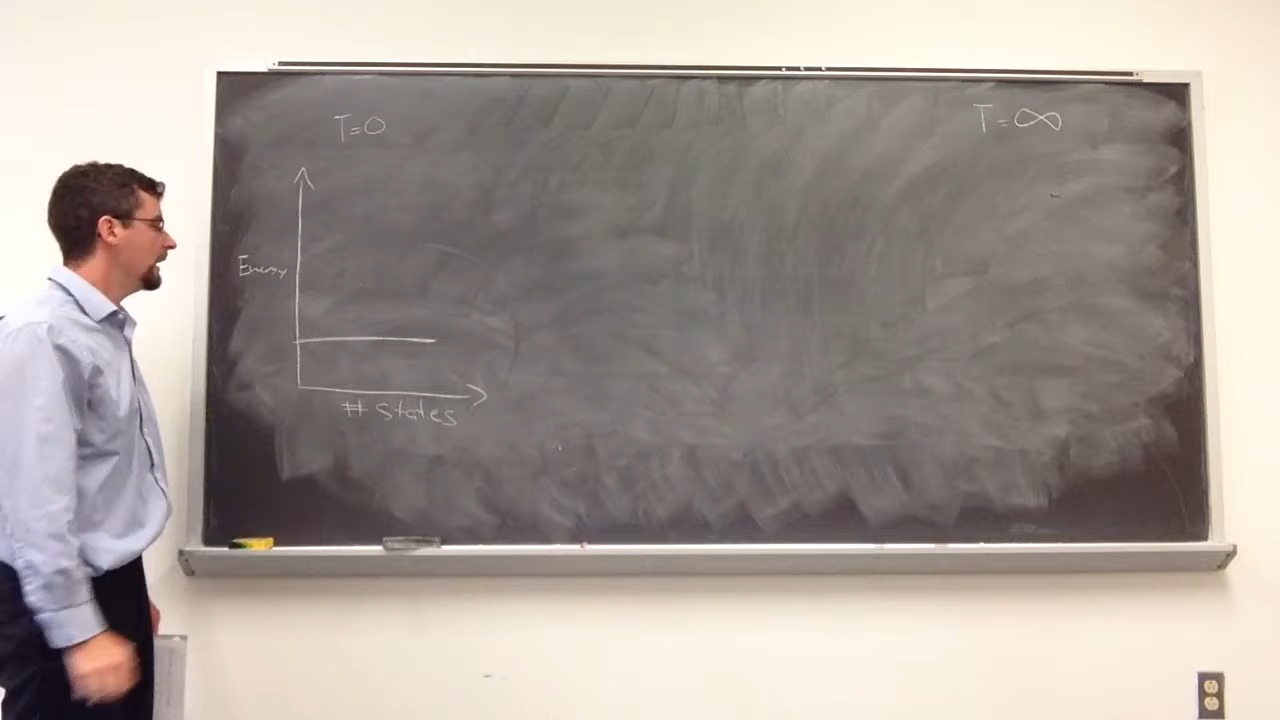 T=0
T=∞
Energy
# States